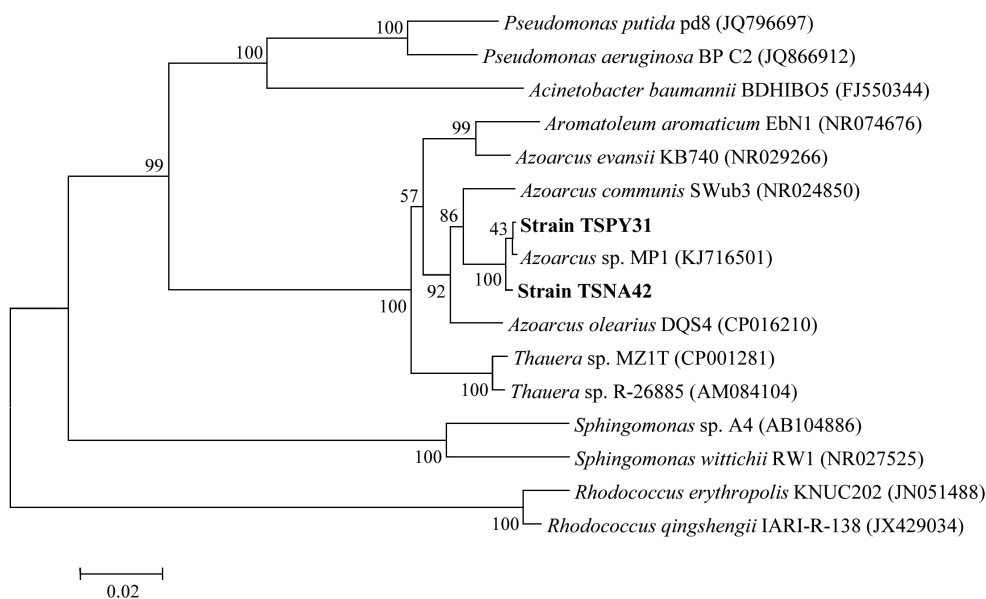 Pseudomonas putida pd8 (JQ796697)
100
Pseudomonas aeruginosa BP C2 (JQ866912)
100
Acinetobacter baumannii BDHIBO5 (FJ550344)
Aromatoleum aromaticum EbN1 (NR074676)
99
Azoarcus evansii KB740 (NR029266)
99
Azoarcus communis SWub3 (NR024850)
57
86
Strain TSPY31
43
Azoarcus sp. MP1 (KJ716501)
100
Strain TSNA42
92
100
Azoarcus olearius DQS4 (CP016210)
Thauera sp. MZ1T (CP001281)
100
Thauera sp. R-26885 (AM084104)
Sphingomonas sp. A4 (AB104886)
100
Sphingomonas wittichii RW1 (NR027525)
Rhodococcus erythropolis KNUC202 (JN051488)
100
Rhodococcus qingshengii IARI-R-138 (JX429034)
0.02